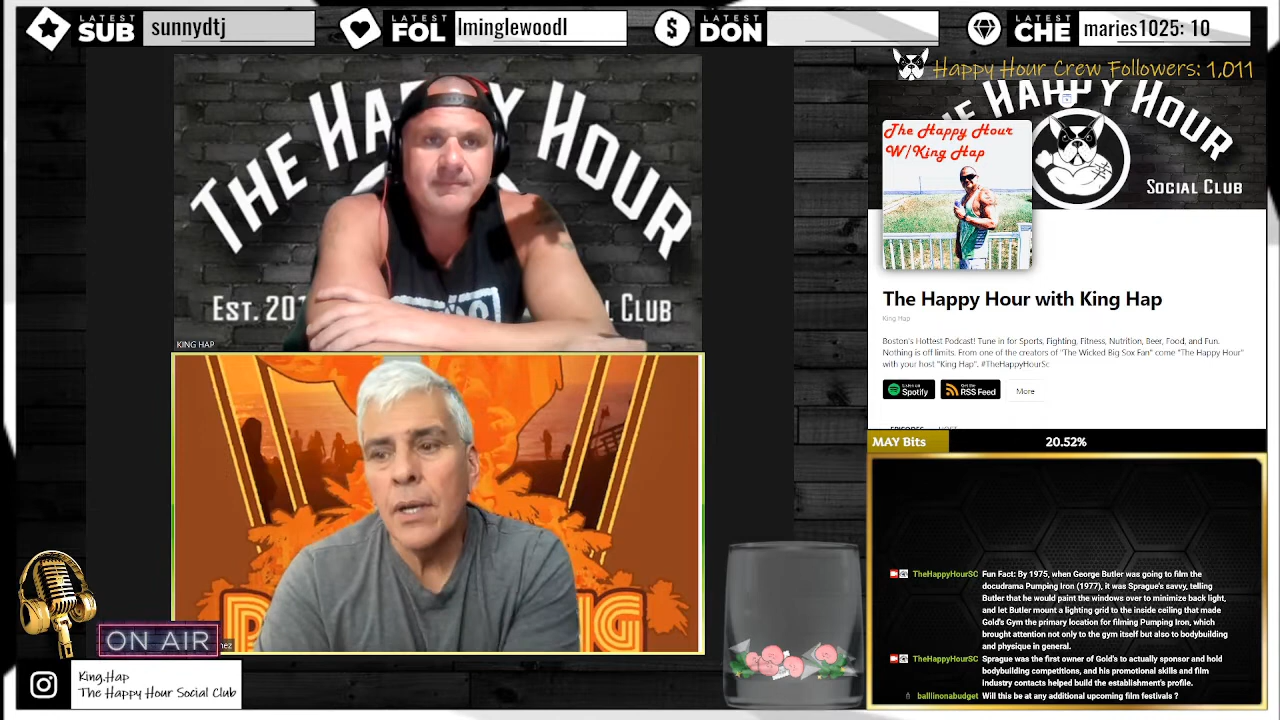 LATEST
SUB
sunnydtj
LATEST
FOL
lminglewoodl
LATEST
DON
LATEST
CHE
maries1025: 10
Happy Hour Crew Followers: 1,011
THE HAPPY HOUR
EST. 20
L CLUB
KING HAP
THE HAPPY HOUR
SOCIAL CLUB
The Happy Hour
W/King Hap
The Happy Hour with King Hap
King Hap
Boston's Hottest Podcast! Tune in for Sports, Fighting, Fitness, Nutrition, Beer, Food, and Fun.
Nothing is off limits. From one of the creators of "The Wicked Big Sox Fan" come "The Happy Hour"
with your host "King Hap". #TheHappyHourSc
Listen on
Spotify
Get the
RSS Feed
More
EPISODES HOST
MAY Bits
20.52%
TheHappyHourSC Fun Fact: By 1975, when George Butler was going to film the
docudrama Pumping Iron (1977), it was Sprague's savvy, telling
Butler that he would paint the windows over to minimize back light,
and let Butler mount a lighting grid to the inside ceiling that made
Gold's Gym the primary location for filming Pumping Iron, which
brought attention not only to the gym itself but also to bodybuilding
and physique in general.
TheHappyHourSC Sprague was the first owner of Gold's to actually sponsor and hold
bodybuilding competitions, and his promotional skills and film
industry contacts helped build the establishment's profile.
balllinonabudget Will this be at any additional upcoming film festivals ?
ON AIR
King.Hap
The Happy Hour Social Club